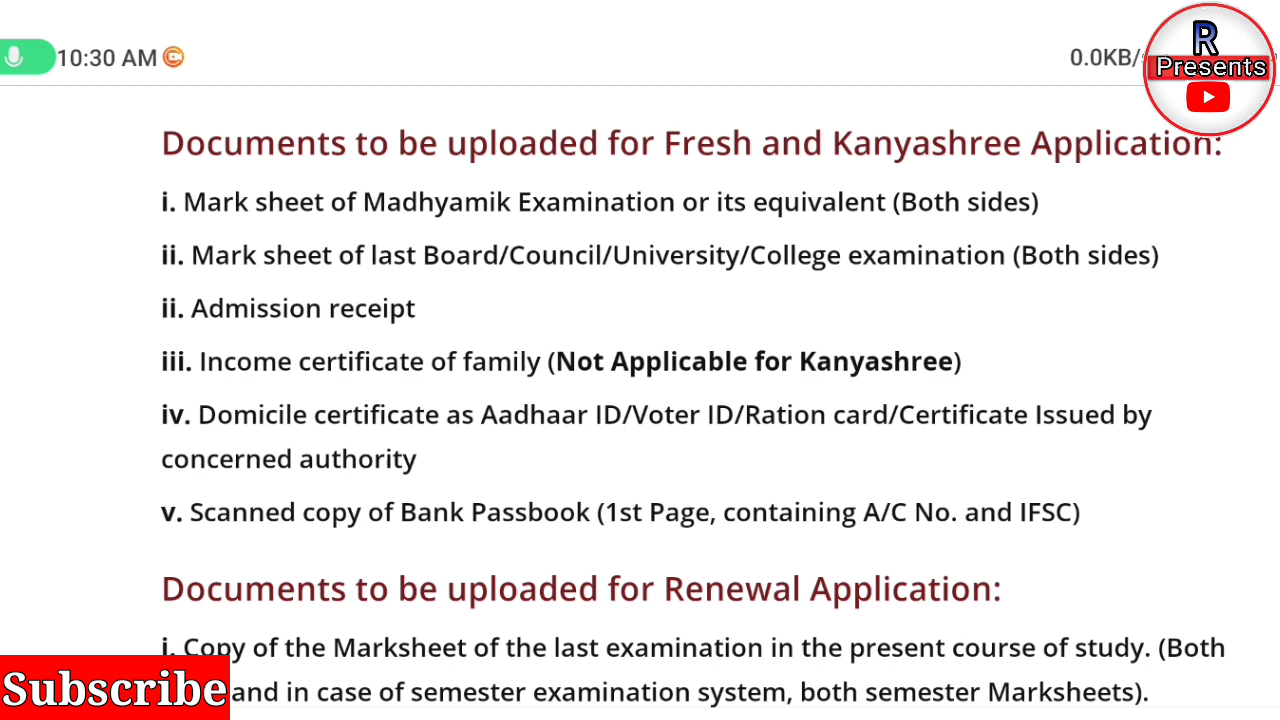 10:30 AM
0.0KB/
R
Presents
Documents to be uploaded for Fresh and Kanyashree Application:
i. Mark sheet of Madhyamik Examination or its equivalent (Both sides)
ii. Mark sheet of last Board/Council/University/College examination (Both sides)
ii. Admission receipt
iii. Income certificate of family (Not Applicable for Kanyashree)
iv. Domicile certificate as Aadhaar ID/Voter ID/Ration card/Certificate Issued by
concerned authority
v. Scanned copy of Bank Passbook (1st Page, containing A/C No. and IFSC)
Documents to be uploaded for Renewal Application:
i. Copy of the Marksheet of the last examination in the present course of study. (Both
and in case of semester examination system, both semester Marksheets).
Subscribe